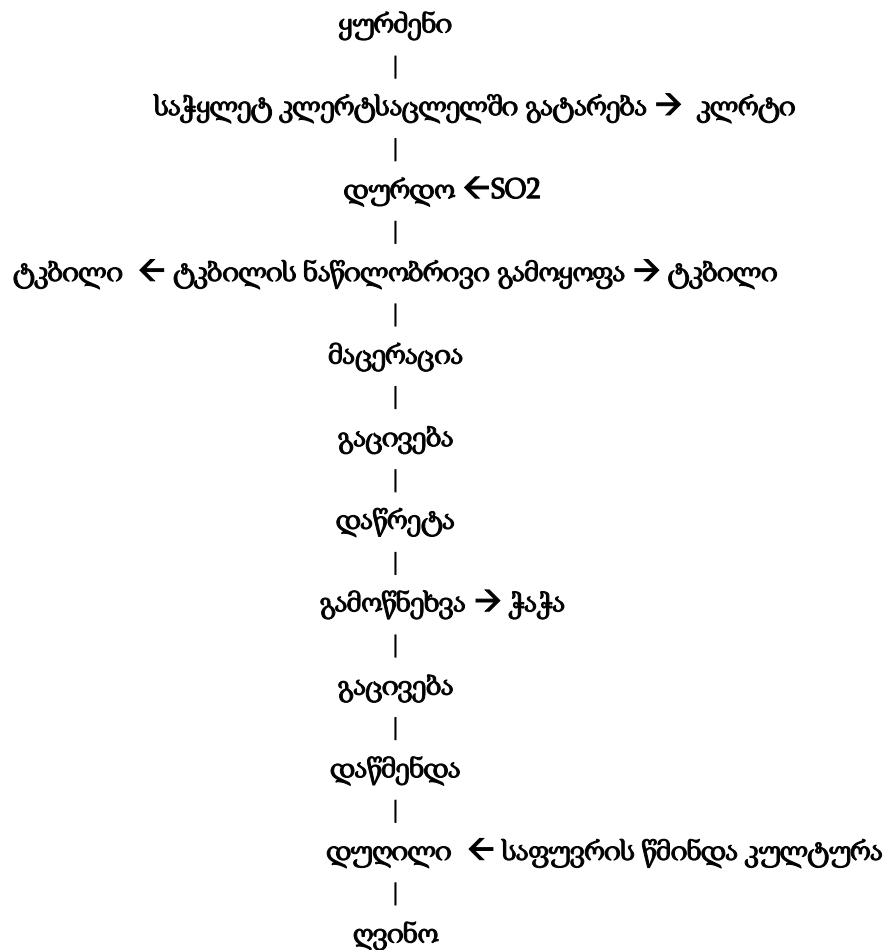 ყურძენი
|
საჭყლეტ კლერტსაცლელში გატარება → კლრტი
|
დურდო ←SO2
|
ტკბილი ← ტკბილის ნაწილობრივი გამოყოფა → ტკბილი
|
მაცერაცია
|
გაცივება
|
დაწრეტა
|
გამოწნეხვა → ჭაჭა
|
გაცივება
|
დაწმენდა
|
დუღილი ← საფუვრის წმინდა კულტურა
|
ღვინო